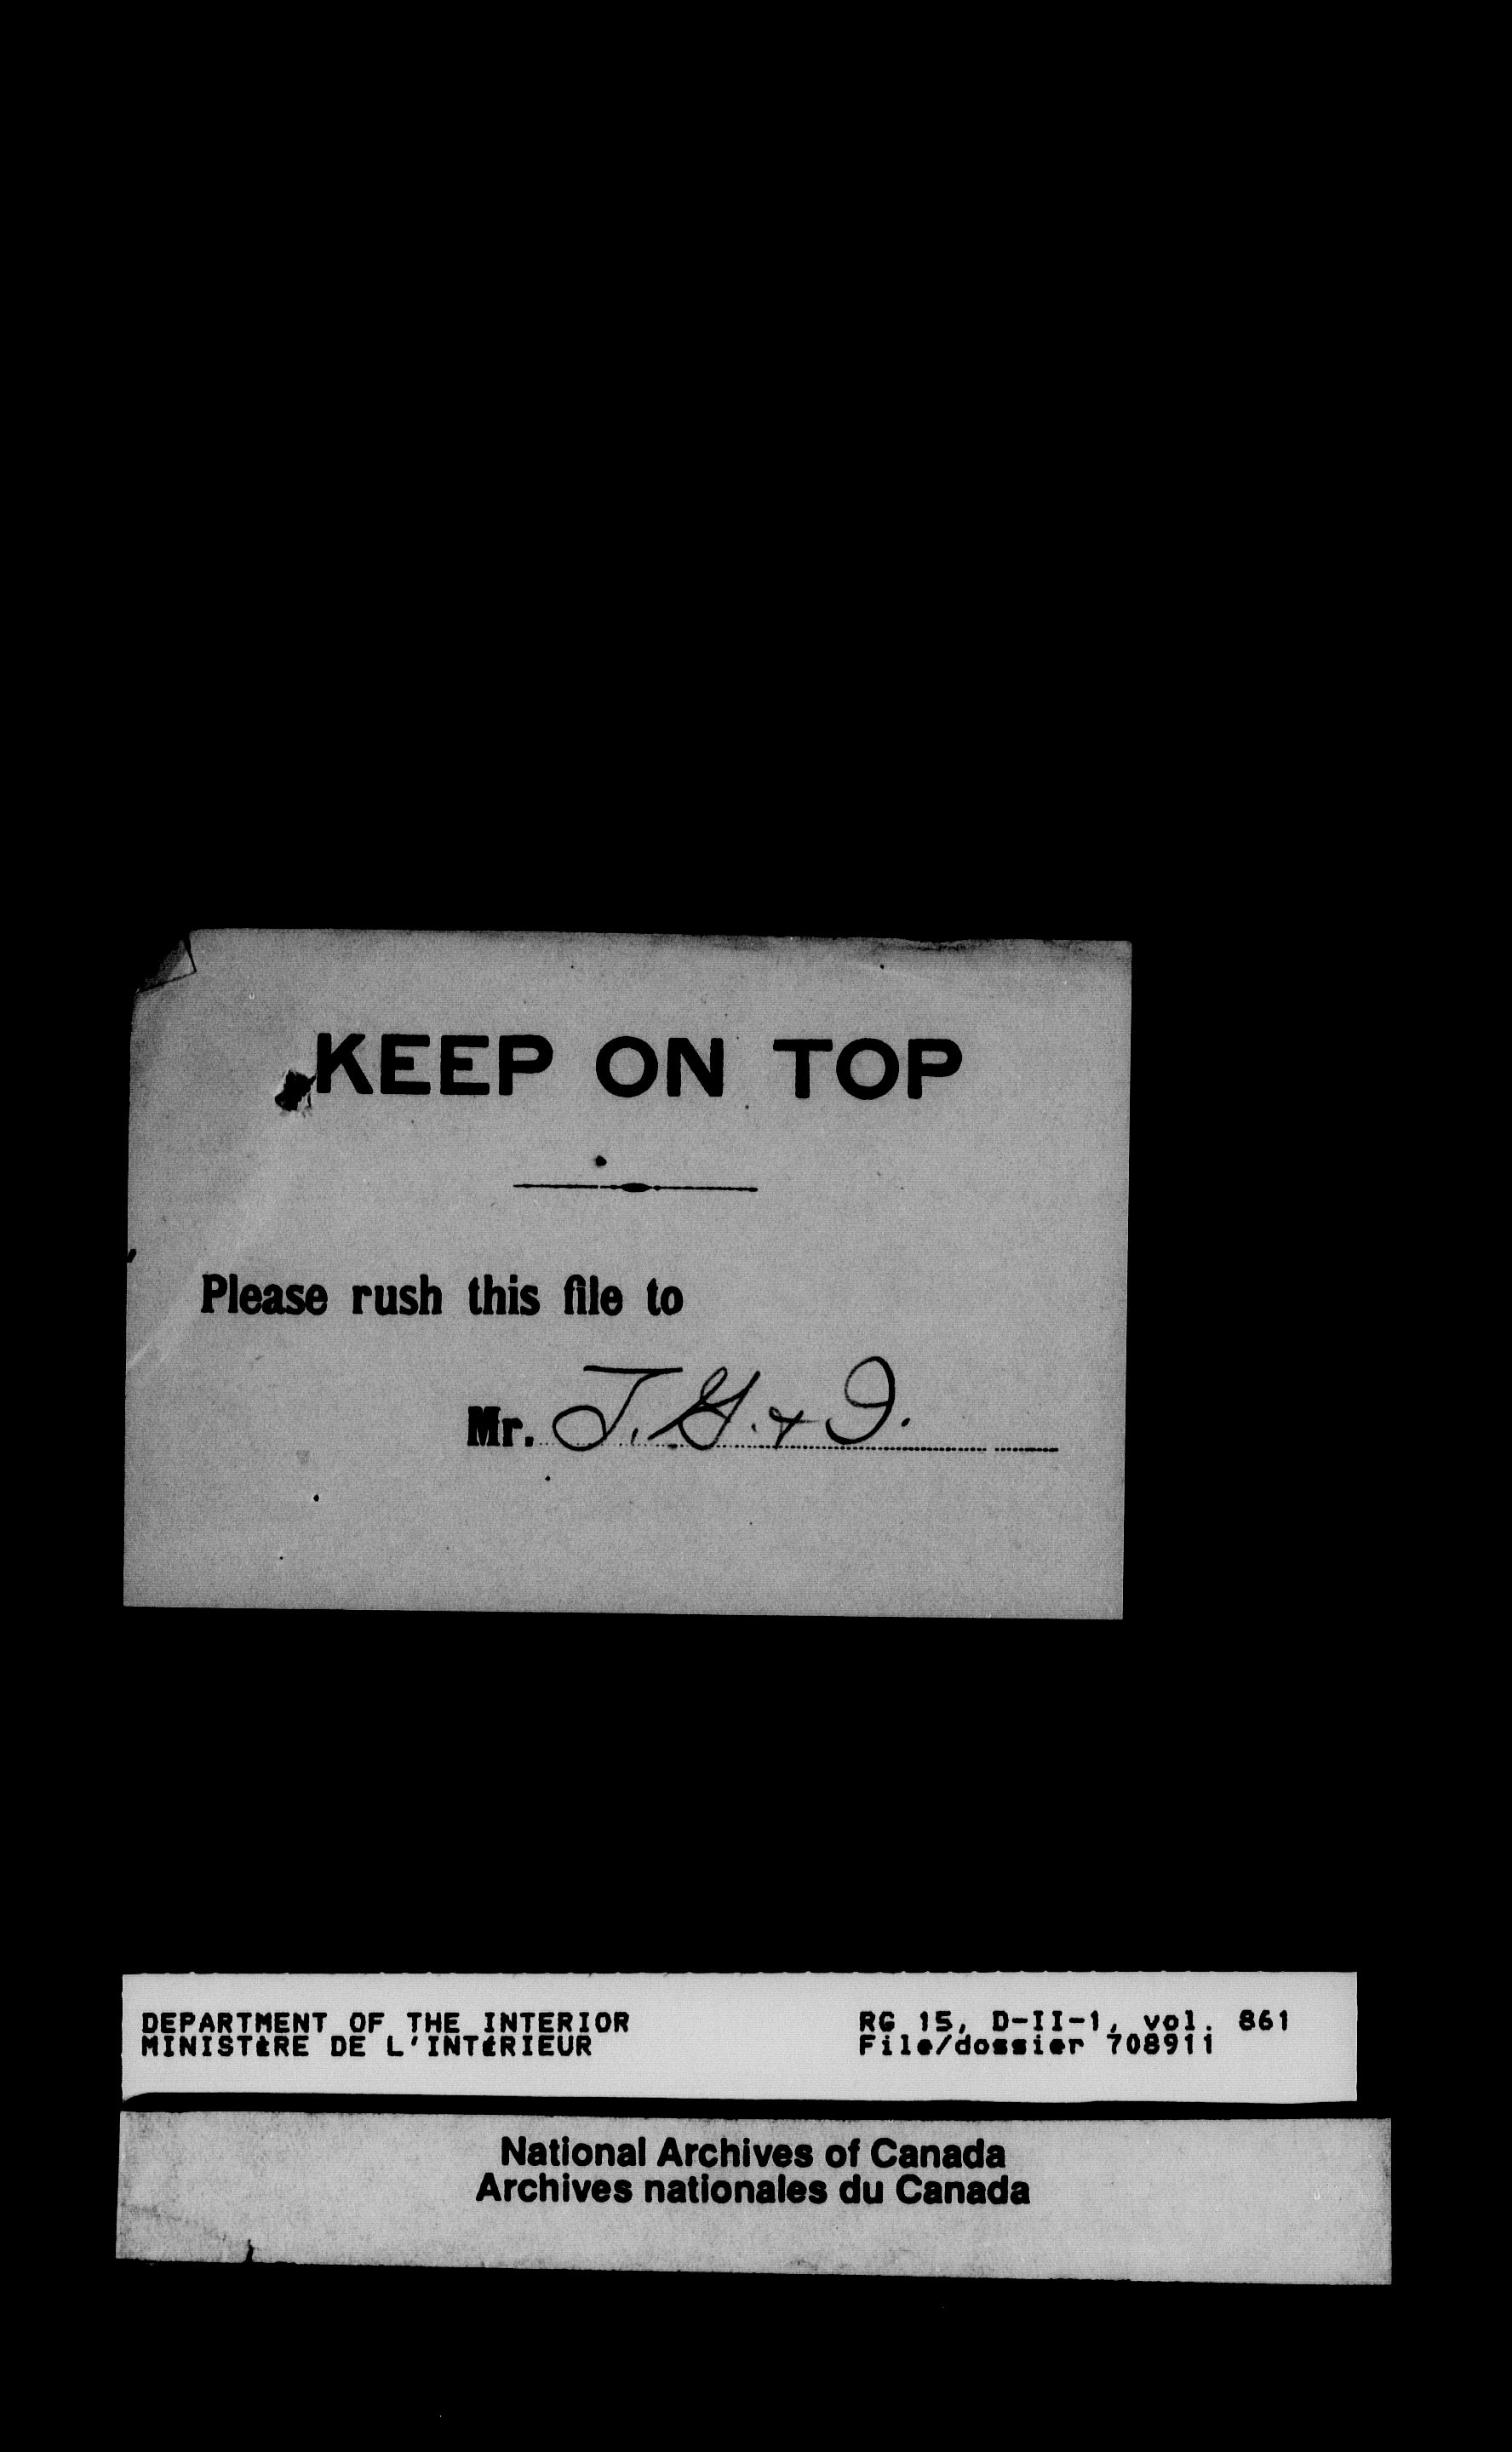 KEEP ON TOP
Please rush this file to
Mr. T. G. & I.
DEPARTMENT OF THE INTERIOR
MINISTÈRE DE L'INTÉRIEUR
RG 15, D-II-1, vol. 861
File/dossier 708911
National Archives of Canada
Archives nationales du Canada